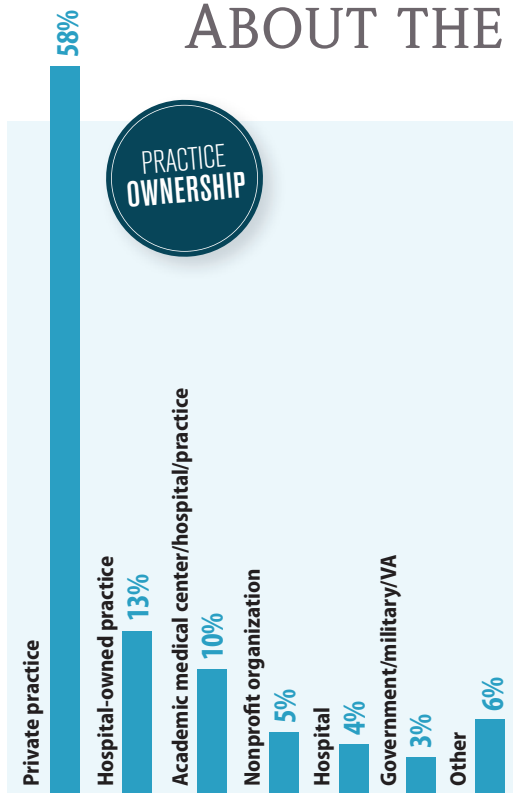 ABOUT THE
PRACTICE
OWNERSHIP
Private practice
58%
Hospital-owned practice
13%
Academic medical center/hospital/practice
10%
Nonprofit organization
5%
Hospital
4%
Government/military/VA
3%
Other
6%